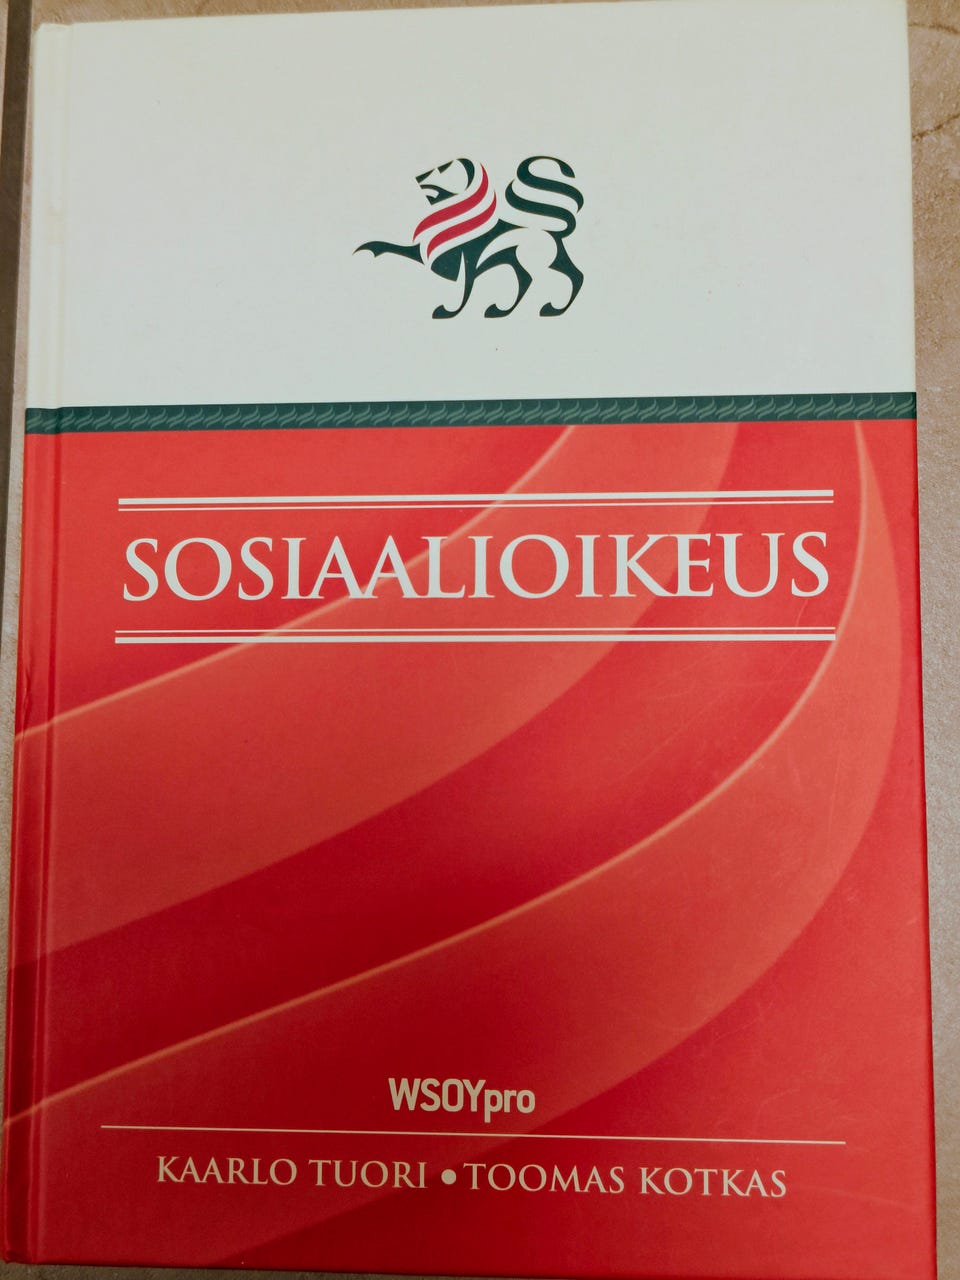 SOSIAALIOIKEUS
WSOYpro
KAARLO TUORI • TOOMAS KOTKAS